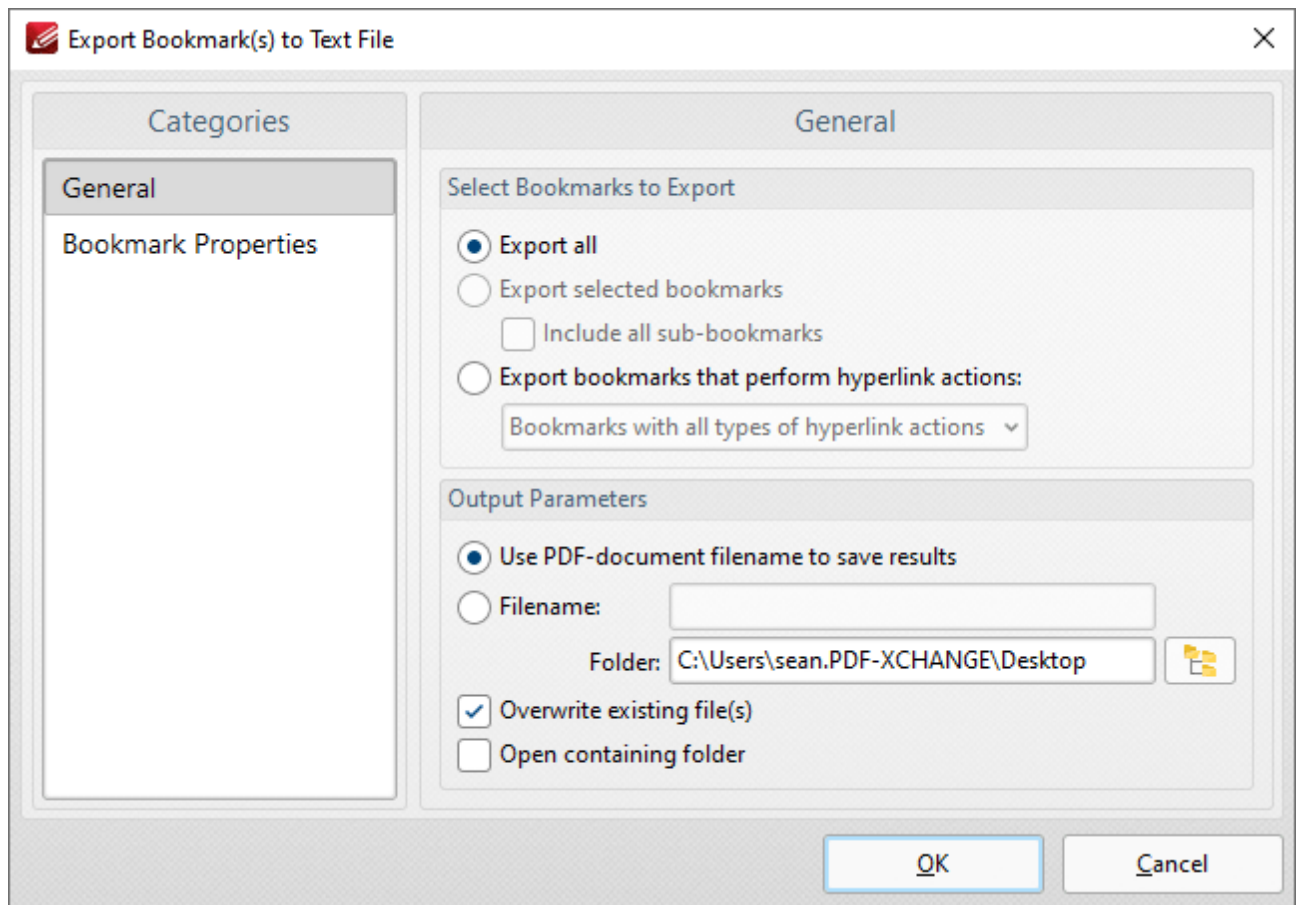 Export Bookmark(s) to Text File
Categories
General
Bookmark Properties
General
Select Bookmarks to Export
Export all
Export selected bookmarks
Include all sub-bookmarks
Export bookmarks that perform hyperlink actions:
Bookmarks with all types of hyperlink actions
Output Parameters
Use PDF-document filename to save results
Filename:
Folder: C:\Users\sean.PDF-XCHANGE\Desktop
Overwrite existing file(s)
Open containing folder
OK Cancel